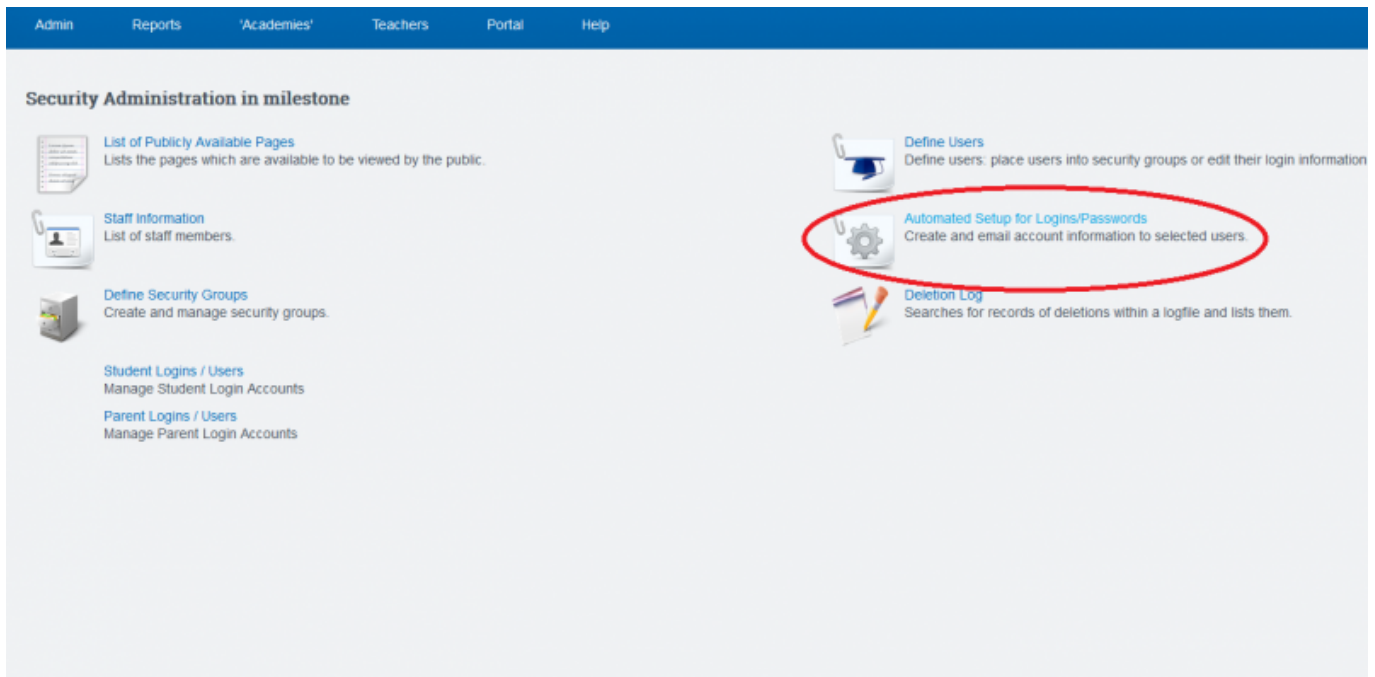 Admin Reports 'Academies' Teachers Portal Help
Security Administration in milestone
List of Publicly Available Pages
Lists the pages which are available to be viewed by the public.
Staff Information
List of staff members.
Define Security Groups
Create and manage security groups.
Student Logins / Users
Manage Student Login Accounts
Parent Logins / Users
Manage Parent Login Accounts
Define Users
Define users: place users into security groups or edit their login information
Automated Setup for Logins/Passwords
Create and email account information to selected users.
Deletion Log
Searches for records of deletions within a logfile and lists them.